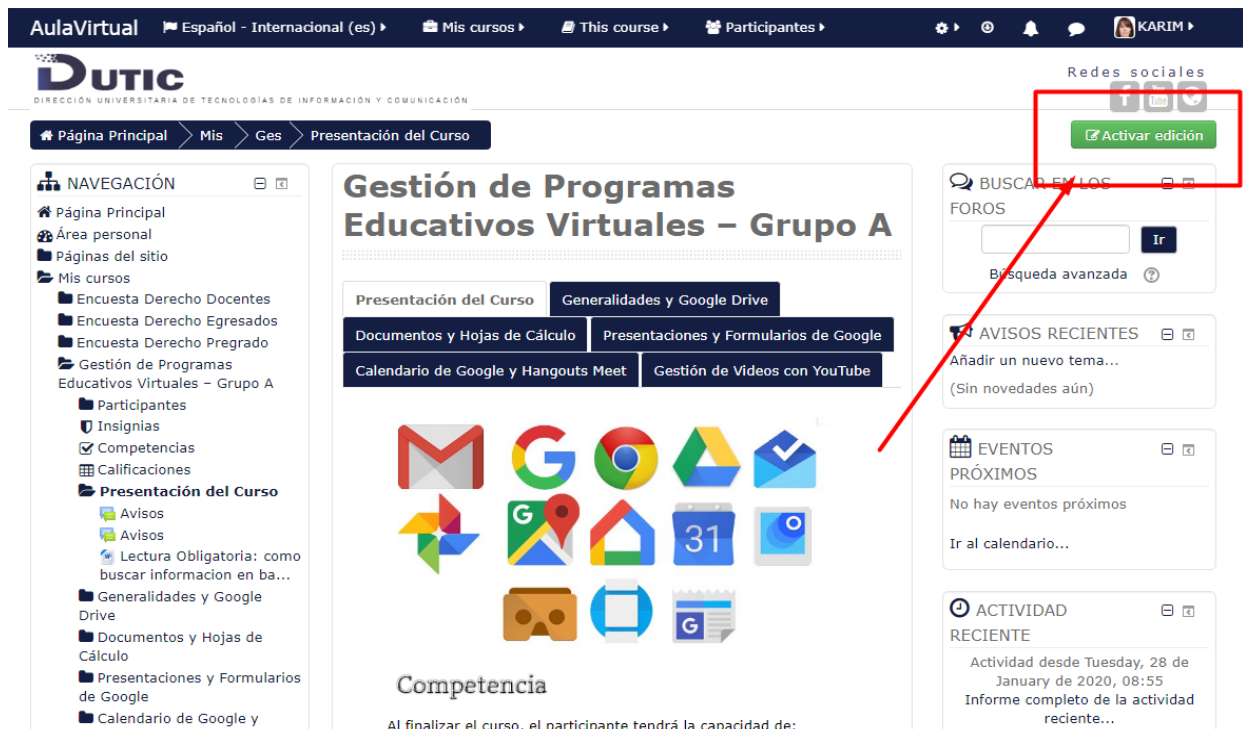 AulaVirtual Español - Internacional (es) Mis cursos This course Participantes KARIM
DUTIC
DIRECCIÓN UNIVERSITARIA DE TECNOLOGÍAS DE INFORMACIÓN Y COMUNICACIÓN
Redes sociales
f You Tube
Página Principal Mis Ges Presentación del Curso
Activar edición
NAVEGACIÓN
Página Principal
Área personal
Páginas del sitio
Mis cursos
Encuesta Derecho Docentes
Encuesta Derecho Egresados
Encuesta Derecho Pregrado
Gestión de Programas
Educativos Virtuales – Grupo A
Participantes
Insignias
Competencias
Calificaciones
Presentación del Curso
Avisos
Avisos
Lectura Obligatoria: como
buscar informacion en ba...
Generalidades y Google
Drive
Documentos y Hojas de
Cálculo
Presentaciones y Formularios
de Google
Calendario de Google y
Gestión de Programas
Educativos Virtuales – Grupo A
Presentación del Curso Generalidades y Google Drive
Documentos y Hojas de Cálculo Presentaciones y Formularios de Google
Calendario de Google y Hangouts Meet Gestión de Videos con YouTube
G
31
G
Competencia
Al finalizar el curso, el participante tendrá la capacidad de:
BUSCAR EN LOS
FOROS
Ir
Búsqueda avanzada ?
AVISOS RECIENTES
Añadir un nuevo tema...
(Sin novedades aún)
EVENTOS
PRÓXIMOS
No hay eventos próximos
Ir al calendario...
ACTIVIDAD
RECIENTE
Actividad desde Tuesday, 28 de
January de 2020, 08:55
Informe completo de la actividad
reciente...